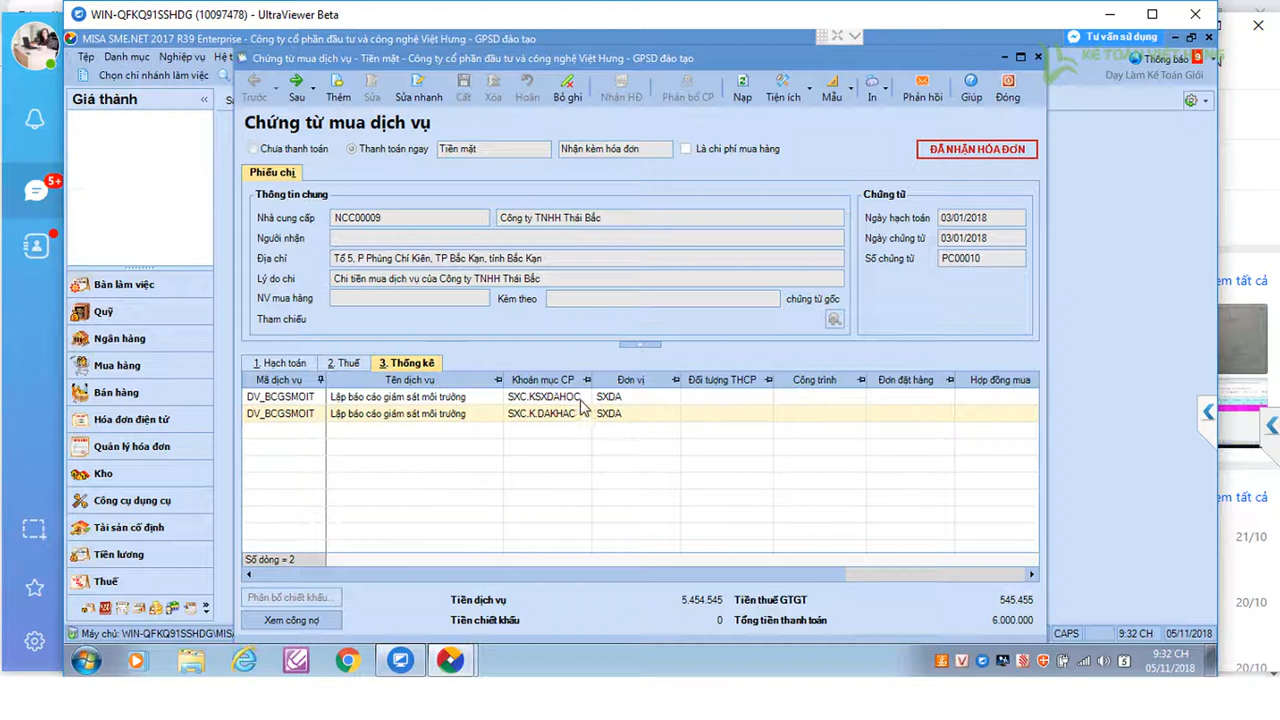 WIN-QFKQ91SSHDG (10097478) - UltraViewer Beta
MISA SME.NET 2017 R39 Enterprise - Công ty cổ phần đầu tư và công nghệ Việt Hưng - GPSD đào tạo
Tư vấn sử dụng
Tệp Danh mục Nghiệp vụ Hệ t
Chứng từ mua dịch vụ - Tiền mặt - Công ty cổ phần đầu tư và công nghệ Việt Hưng - GPSD đào tạo
KẾ TOÁN VIỆT HƯNG
Thông báo 9
Chọn chi nhánh làm việc
Dạy Làm Kế Toán Giỏi
Trước Sau Thêm Sửa Sửa nhanh Cất Xóa Hoãn Bỏ ghi Nhận HĐ Phân bổ CP Nạp Tiện ích Mẫu In Phản hồi Giúp Đóng
Giá thành
Chứng từ mua dịch vụ
Chưa thanh toán Thanh toán ngay Tiền mặt Nhận kèm hóa đơn Là chi phí mua hàng ĐÃ NHẬN HÓA ĐƠN
Phiếu chi
5+
Thông tin chung Chứng từ
Nhà cung cấp NCC00009 Công ty TNHH Thái Bắc Ngày hạch toán 03/01/2018
Người nhận Ngày chứng từ 03/01/2018
Địa chỉ Tổ 5, P Phùng Chí Kiên, TP Bắc Kạn, tỉnh Bắc Kạn Số chứng từ PC00010
Lý do chi Chi tiền mua dịch vụ của Công ty TNHH Thái Bắc
NV mua hàng Kèm theo chứng từ gốc
Tham chiếu
em tất cả
Bàn làm việc
Quỹ
Ngân hàng
Mua hàng
Bán hàng
Hóa đơn điện tử
Quản lý hóa đơn
Kho
Công cụ dụng cụ
Tài sản cố định
Tiền lương
Thuế
1. Hạch toán 2. Thuế 3. Thống kê
Mã dịch vụ Tên dịch vụ Khoản mục CP Đơn vị Đối tượng THCP Công trình Đơn đặt hàng Hợp đồng mua
DV_BCGSMOIT Lập báo cáo giám sát môi trường SXC.KSXDAHOC SXDA
DV_BCGSMOIT Lập báo cáo giám sát môi trường SXC.K.DAKHAC SXDA
em tất cả
21/10
20/10
20/10
Số dòng = 2
Phân bổ chiết khấu... Tiền dịch vụ 5.454.545 Tiền thuế GTGT 545.455
Xem công nợ Tiền chiết khấu 0 Tổng tiền thanh toán 6.000.000
Máy chủ: WIN-QFKQ91SSHDG\MISA
CAPS 9:32 CH 05/11/2018
9:32 CH
05/11/2018